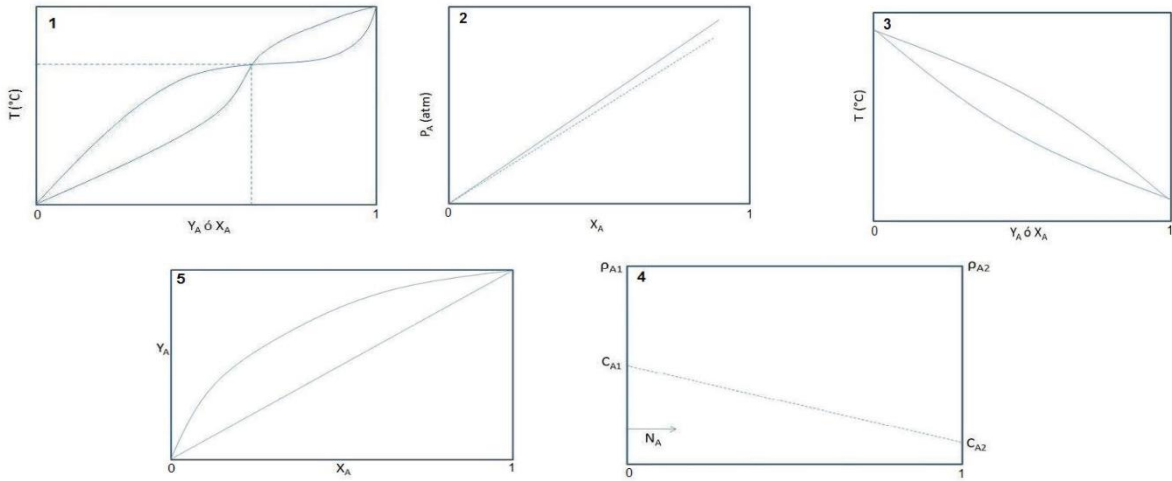 1
T (°C)
0
1
Y_A ó X_A
2
P_A (atm)
0
1
X_A
3
T (°C)
0
1
Y_A ó X_A
5
Y_A
0
X_A
1
ρ_A1
4
ρ_A2
C_A1
N_A
C_A2
0
1